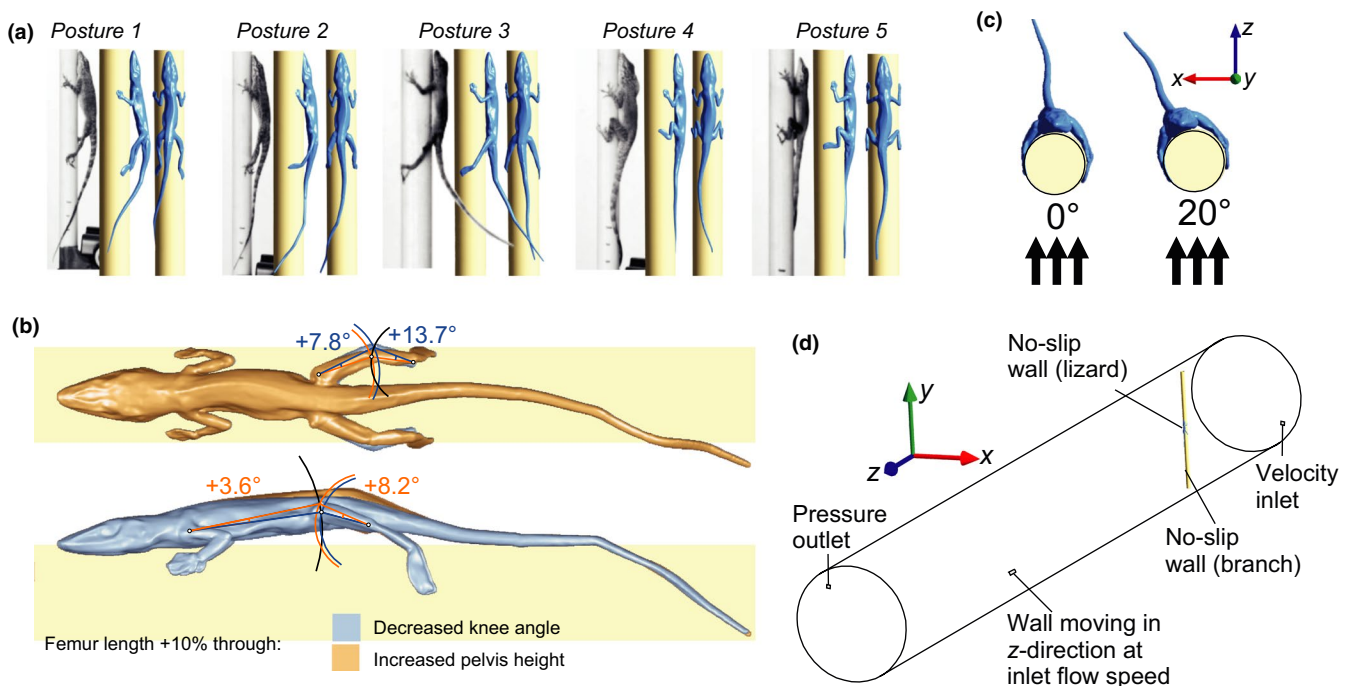 (a)
Posture 1
Posture 2
Posture 3
Posture 4
Posture 5
(b)
+7.8°
+13.7°
+3.6°
+8.2°
Femur length +10% through:
Decreased knee angle
Increased pelvis height
(c)
z
x
y
0°
20°
(d)
y
x
z
No-slip
wall (lizard)
Velocity
inlet
Pressure
outlet
No-slip
wall (branch)
Wall moving in
z-direction at
inlet flow speed